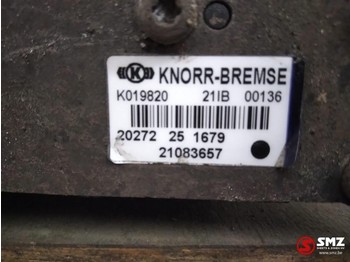 KNORR-BREMSE
K019820 21IB 00136
20272 25 1679
21083657
SMZ